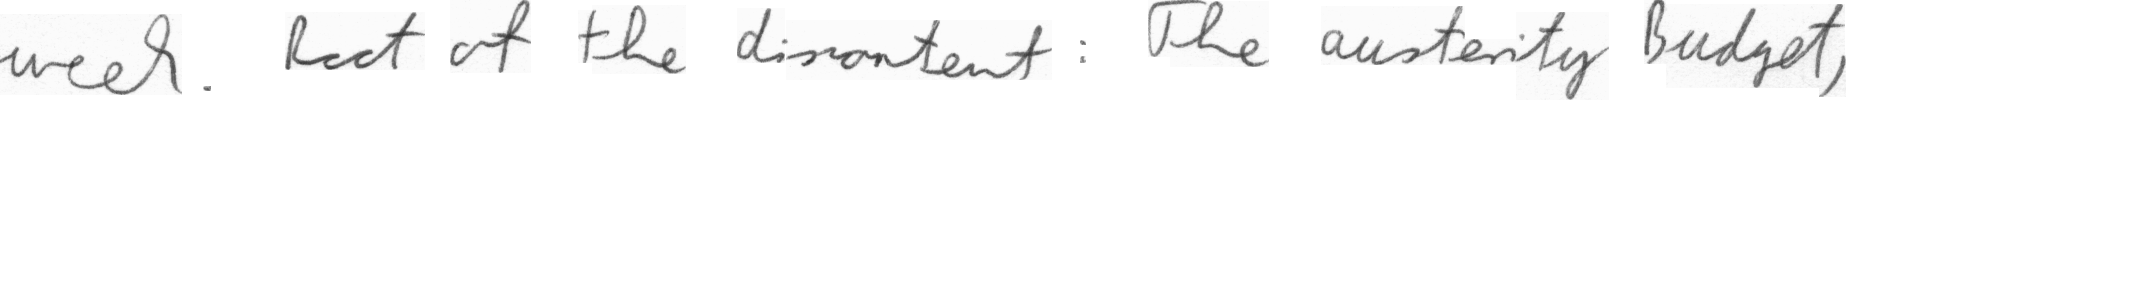 week. Root of the discontent: The austerity Budget,